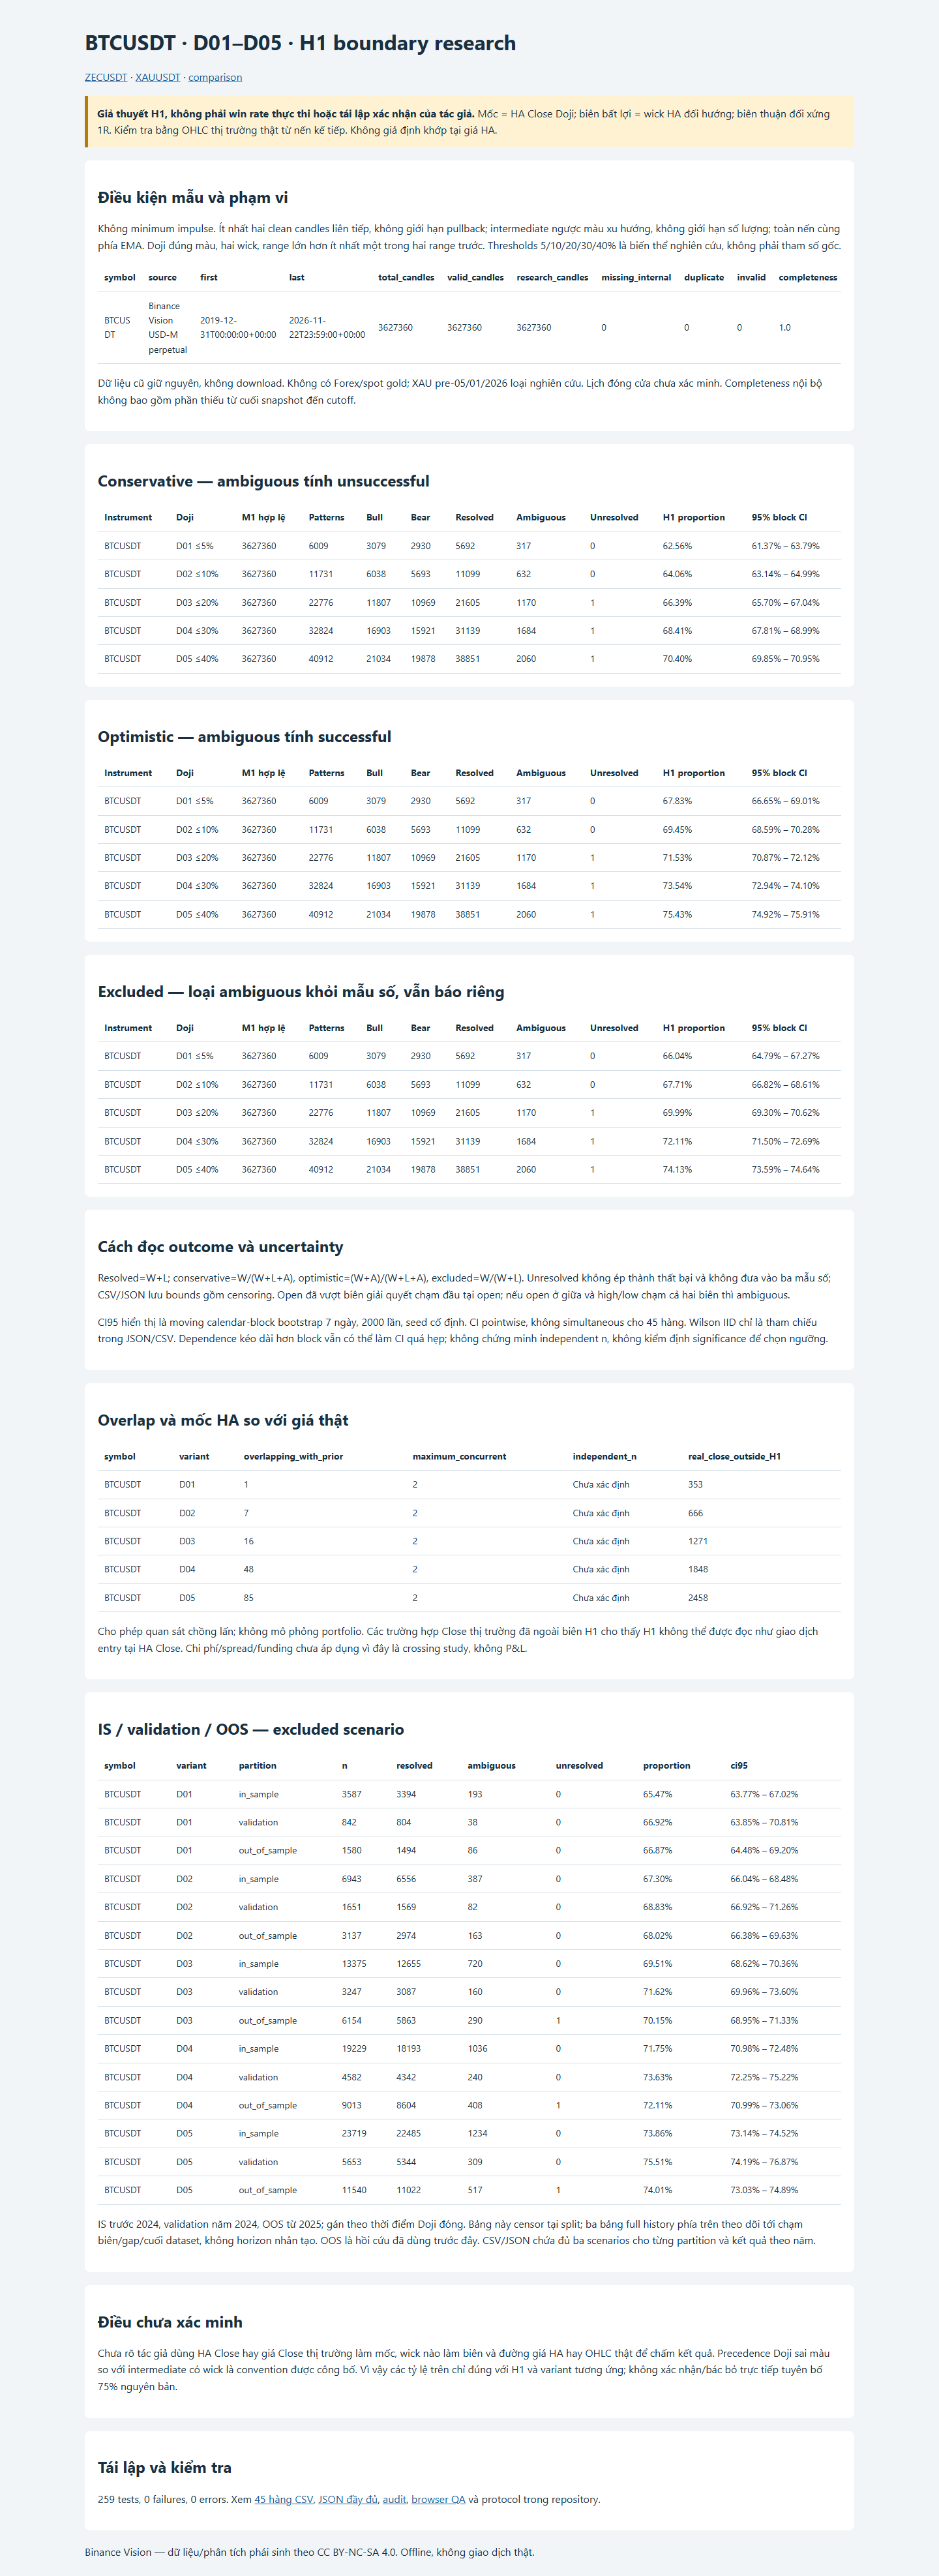 BTCUSDT · D01–D05 · H1 boundary research
ZECUSDT · XAUUSDT · comparison
Giả thuyết H1, không phải win rate thực thi hoặc tái lập xác nhận của tác giả. Mốc = HA Close Doji; biên bất lợi = wick HA đối hướng; biên thuận đối xứng
1R. Kiểm tra bằng OHLC thị trường thật từ nến kế tiếp. Không giả định khớp tại giá HA.
Điều kiện mẫu và phạm vi
Không minimum impulse. Ít nhất hai clean candles liên tiếp, không giới hạn pullback; intermediate ngược màu xu hướng, không giới hạn số lượng; toàn nến cùng
phía EMA. Doji đúng màu, hai wick, range lớn hơn ít nhất một trong hai range trước. Thresholds 5/10/20/30/40% là biến thể nghiên cứu, không phải tham số gốc.
symbol source first last total_candles valid_candles research_candles missing_internal duplicate invalid completeness
BTCUS
DT Binance
Vision
USD-M
perpetual 2019-12-
31T00:00:00+00:00 2026-11-
22T23:59:00+00:00 3627360 3627360 3627360 0 0 0 1.0
Dữ liệu cũ giữ nguyên, không download. Không có Forex/spot gold; XAU pre-05/01/2026 loại nghiên cứu. Lịch đóng cửa chưa xác minh. Completeness nội bộ
không bao gồm phần thiếu từ cuối snapshot đến cutoff.
Conservative — ambiguous tính unsuccessful
Instrument Doji M1 hợp lệ Patterns Bull Bear Resolved Ambiguous Unresolved H1 proportion 95% block CI
BTCUSDT D01 ≤5% 3627360 6009 3079 2930 5692 317 0 62.56% 61.37% – 63.79%
BTCUSDT D02 ≤10% 3627360 11731 6038 5693 11099 632 0 64.06% 63.14% – 64.99%
BTCUSDT D03 ≤20% 3627360 22776 11807 10969 21605 1170 1 66.39% 65.70% – 67.04%
BTCUSDT D04 ≤30% 3627360 32824 16903 15921 31139 1684 1 68.41% 67.81% – 68.99%
BTCUSDT D05 ≤40% 3627360 40912 21034 19878 38851 2060 1 70.40% 69.85% – 70.95%
Optimistic — ambiguous tính successful
Instrument Doji M1 hợp lệ Patterns Bull Bear Resolved Ambiguous Unresolved H1 proportion 95% block CI
BTCUSDT D01 ≤5% 3627360 6009 3079 2930 5692 317 0 67.83% 66.65% – 69.01%
BTCUSDT D02 ≤10% 3627360 11731 6038 5693 11099 632 0 69.45% 68.59% – 70.28%
BTCUSDT D03 ≤20% 3627360 22776 11807 10969 21605 1170 1 71.53% 70.87% – 72.12%
BTCUSDT D04 ≤30% 3627360 32824 16903 15921 31139 1684 1 73.54% 72.94% – 74.10%
BTCUSDT D05 ≤40% 3627360 40912 21034 19878 38851 2060 1 75.43% 74.92% – 75.91%
Excluded — loại ambiguous khỏi mẫu số, vẫn báo riêng
Instrument Doji M1 hợp lệ Patterns Bull Bear Resolved Ambiguous Unresolved H1 proportion 95% block CI
BTCUSDT D01 ≤5% 3627360 6009 3079 2930 5692 317 0 66.04% 64.79% – 67.27%
BTCUSDT D02 ≤10% 3627360 11731 6038 5693 11099 632 0 67.71% 66.82% – 68.61%
BTCUSDT D03 ≤20% 3627360 22776 11807 10969 21605 1170 1 69.99% 69.30% – 70.62%
BTCUSDT D04 ≤30% 3627360 32824 16903 15921 31139 1684 1 72.11% 71.50% – 72.69%
BTCUSDT D05 ≤40% 3627360 40912 21034 19878 38851 2060 1 74.13% 73.59% – 74.64%
Cách đọc outcome và uncertainty
Resolved=W+L; conservative=W/(W+L+A), optimistic=(W+A)/(W+L+A), excluded=W/(W+L). Unresolved không ép thành thất bại và không đưa vào ba mẫu số;
CSV/JSON lưu bounds gồm censoring. Open đã vượt biên giải quyết chạm đầu tại open; nếu open ở giữa và high/low chạm cả hai biên thì ambiguous.
CI95 hiển thị là moving calendar-block bootstrap 7 ngày, 2000 lần, seed cố định. CI pointwise, không simultaneous cho 45 hàng. Wilson IID chỉ là tham chiếu
trong JSON/CSV. Dependence kéo dài hơn block vẫn có thể làm CI quá hẹp; không chứng minh independent n, không kiểm định significance để chọn ngưỡng.
Overlap và mốc HA so với giá thật
symbol variant overlapping_with_prior maximum_concurrent independent_n real_close_outside_H1
BTCUSDT D01 1 2 Chưa xác định 353
BTCUSDT D02 7 2 Chưa xác định 666
BTCUSDT D03 16 2 Chưa xác định 1271
BTCUSDT D04 48 2 Chưa xác định 1848
BTCUSDT D05 85 2 Chưa xác định 2458
Cho phép quan sát chồng lấn; không mô phỏng portfolio. Các trường hợp Close thị trường đã ngoài biên H1 cho thấy H1 không thể được đọc như giao dịch
entry tại HA Close. Chi phí/spread/funding chưa áp dụng vì đây là crossing study, không P&L.
IS / validation / OOS — excluded scenario
symbol variant partition n resolved ambiguous unresolved proportion ci95
BTCUSDT D01 in_sample 3587 3394 193 0 65.47% 63.77% – 67.02%
BTCUSDT D01 validation 842 804 38 0 66.92% 63.85% – 70.81%
BTCUSDT D01 out_of_sample 1580 1494 86 0 66.87% 64.48% – 69.20%
BTCUSDT D02 in_sample 6943 6556 387 0 67.30% 66.04% – 68.48%
BTCUSDT D02 validation 1651 1569 82 0 68.83% 66.92% – 71.26%
BTCUSDT D02 out_of_sample 3137 2974 163 0 68.02% 66.38% – 69.63%
BTCUSDT D03 in_sample 13375 12655 720 0 69.51% 68.62% – 70.36%
BTCUSDT D03 validation 3247 3087 160 0 71.62% 69.96% – 73.60%
BTCUSDT D03 out_of_sample 6154 5863 290 1 70.15% 68.95% – 71.33%
BTCUSDT D04 in_sample 19229 18193 1036 0 71.75% 70.98% – 72.48%
BTCUSDT D04 validation 4582 4342 240 0 73.63% 72.25% – 75.22%
BTCUSDT D04 out_of_sample 9013 8604 408 1 72.11% 70.99% – 73.06%
BTCUSDT D05 in_sample 23719 22485 1234 0 73.86% 73.14% – 74.52%
BTCUSDT D05 validation 5653 5344 309 0 75.51% 74.19% – 76.87%
BTCUSDT D05 out_of_sample 11540 11022 517 1 74.01% 73.03% – 74.89%
IS trước 2024, validation năm 2024, OOS từ 2025; gán theo thời điểm Doji đóng. Bảng này censor tại split; ba bảng full history phía trên theo dõi tới chạm
biên/gap/cuối dataset, không horizon nhân tạo. OOS là hồi cứu đã dùng trước đây. CSV/JSON chứa đủ ba scenarios cho từng partition và kết quả theo năm.
Điều chưa xác minh
Chưa rõ tác giả dùng HA Close hay giá Close thị trường làm mốc, wick nào làm biên và đường giá HA hay OHLC thật để chấm kết quả. Precedence Doji sai màu
so với intermediate có wick là convention được công bố. Vì vậy các tỷ lệ trên chỉ đúng với H1 và variant tương ứng; không xác nhận/bác bỏ trực tiếp tuyên bố
75% nguyên bản.
Tái lập và kiểm tra
259 tests, 0 failures, 0 errors. Xem 45 hàng CSV, JSON đầy đủ, audit, browser QA và protocol trong repository.
Binance Vision — dữ liệu/phân tích phái sinh theo CC BY-NC-SA 4.0. Offline, không giao dịch thật.